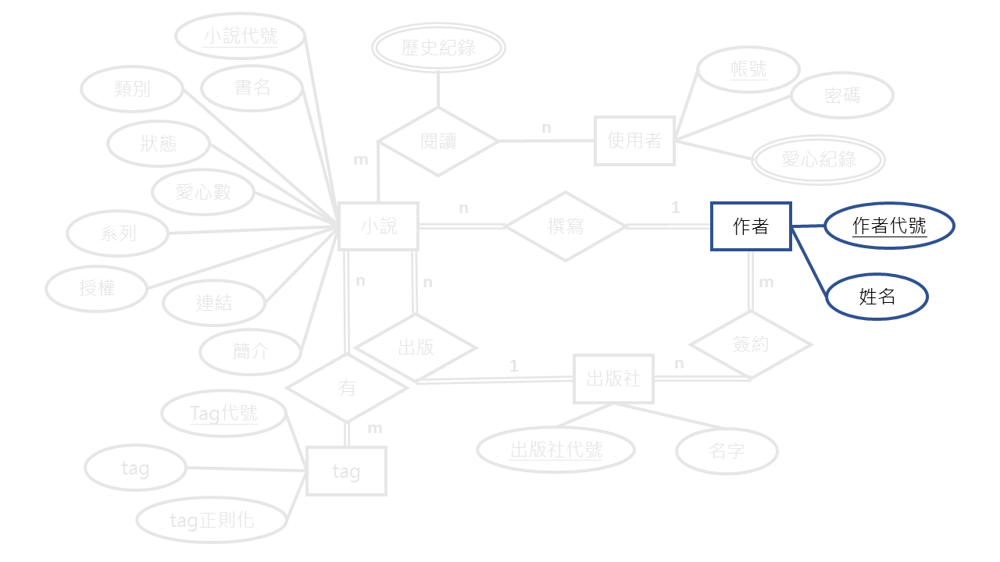 小說代號
歷史紀錄
帳號
類別
書名
密碼
閱讀
n
使用者
狀態
m
愛心紀錄
愛心數
n
1
小說
撰寫
作者
作者代號
系列
n
n
m
授權
連結
姓名
簡介
出版
簽約
1
n
有
出版社
Tag代號
m
出版社代號
名字
tag
tag
tag正則化